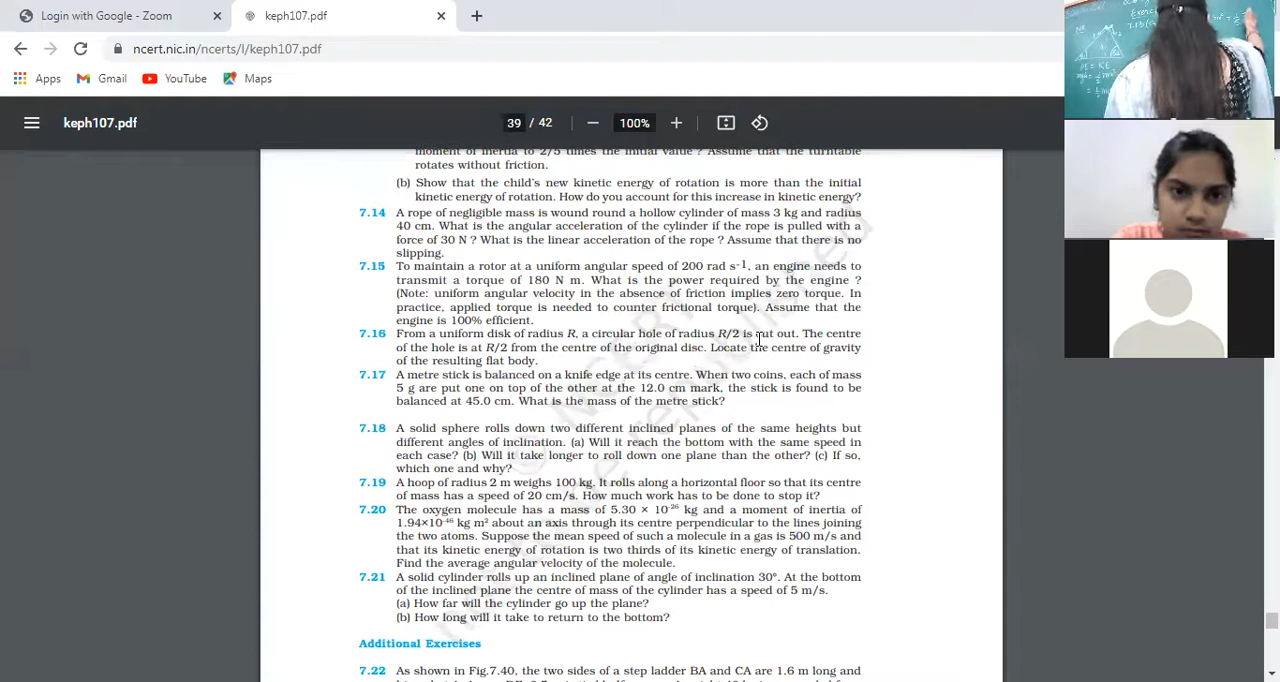 Login with Google - Zoom
keph107.pdf
ncert.nic.in/ncerts/l/keph107.pdf
Apps Gmail YouTube Maps
keph107.pdf
39 / 42
100%
moment of inertia to 2/5 times the initial value ? Assume that the turntable
rotates without friction.
(b) Show that the child's new kinetic energy of rotation is more than the initial
kinetic energy of rotation. How do you account for this increase in kinetic energy?
7.14 A rope of negligible mass is wound round a hollow cylinder of mass 3 kg and radius
40 cm. What is the angular acceleration of the cylinder if the rope is pulled with a
force of 30 N ? What is the linear acceleration of the rope ? Assume that there is no
slipping.
7.15 To maintain a rotor at a uniform angular speed of 200 rad s-1, an engine needs to
transmit a torque of 180 N m. What is the power required by the engine ?
(Note: uniform angular velocity in the absence of friction implies zero torque. In
practice, applied torque is needed to counter frictional torque). Assume that the
engine is 100% efficient.
7.16 From a uniform disk of radius R, a circular hole of radius R/2 is cut out. The centre
of the hole is at R/2 from the centre of the original disc. Locate the centre of gravity
of the resulting flat body.
7.17 A metre stick is balanced on a knife edge at its centre. When two coins, each of mass
5 g are put one on top of the other at the 12.0 cm mark, the stick is found to be
balanced at 45.0 cm. What is the mass of the metre stick?
7.18 A solid sphere rolls down two different inclined planes of the same heights but
different angles of inclination. (a) Will it reach the bottom with the same speed in
each case? (b) Will it take longer to roll down one plane than the other? (c) If so,
which one and why?
7.19 A hoop of radius 2 m weighs 100 kg. It rolls along a horizontal floor so that its centre
of mass has a speed of 20 cm/s. How much work has to be done to stop it?
7.20 The oxygen molecule has a mass of 5.30 × 10⁻²⁶ kg and a moment of inertia of
1.94×10⁻⁴⁶ kg m² about an axis through its centre perpendicular to the lines joining
the two atoms. Suppose the mean speed of such a molecule in a gas is 500 m/s and
that its kinetic energy of rotation is two thirds of its kinetic energy of translation.
Find the average angular velocity of the molecule.
7.21 A solid cylinder rolls up an inclined plane of angle of inclination 30°. At the bottom
of the inclined plane the centre of mass of the cylinder has a speed of 5 m/s.
(a) How far will the cylinder go up the plane?
(b) How long will it take to return to the bottom?
Additional Exercises
7.22 As shown in Fig.7.40, the two sides of a step ladder BA and CA are 1.6 m long and
© NCERT
not to be republished